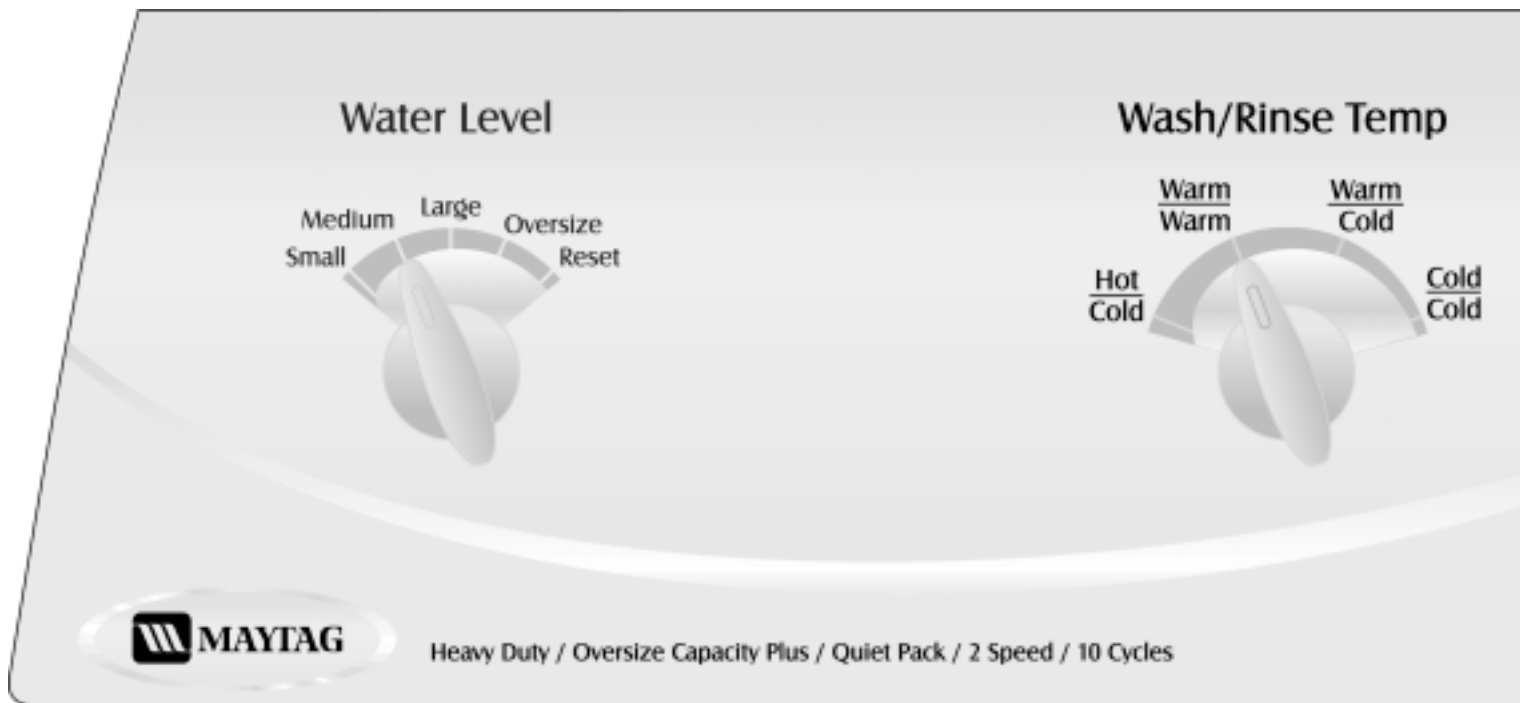 Water Level
Small
Medium
Large
Oversize
Reset
Wash/Rinse Temp
Hot
Cold
Warm
Warm
Warm
Cold
Cold
Cold
MAYTAG
Heavy Duty / Oversize Capacity Plus / Quiet Pack / 2 Speed / 10 Cycles